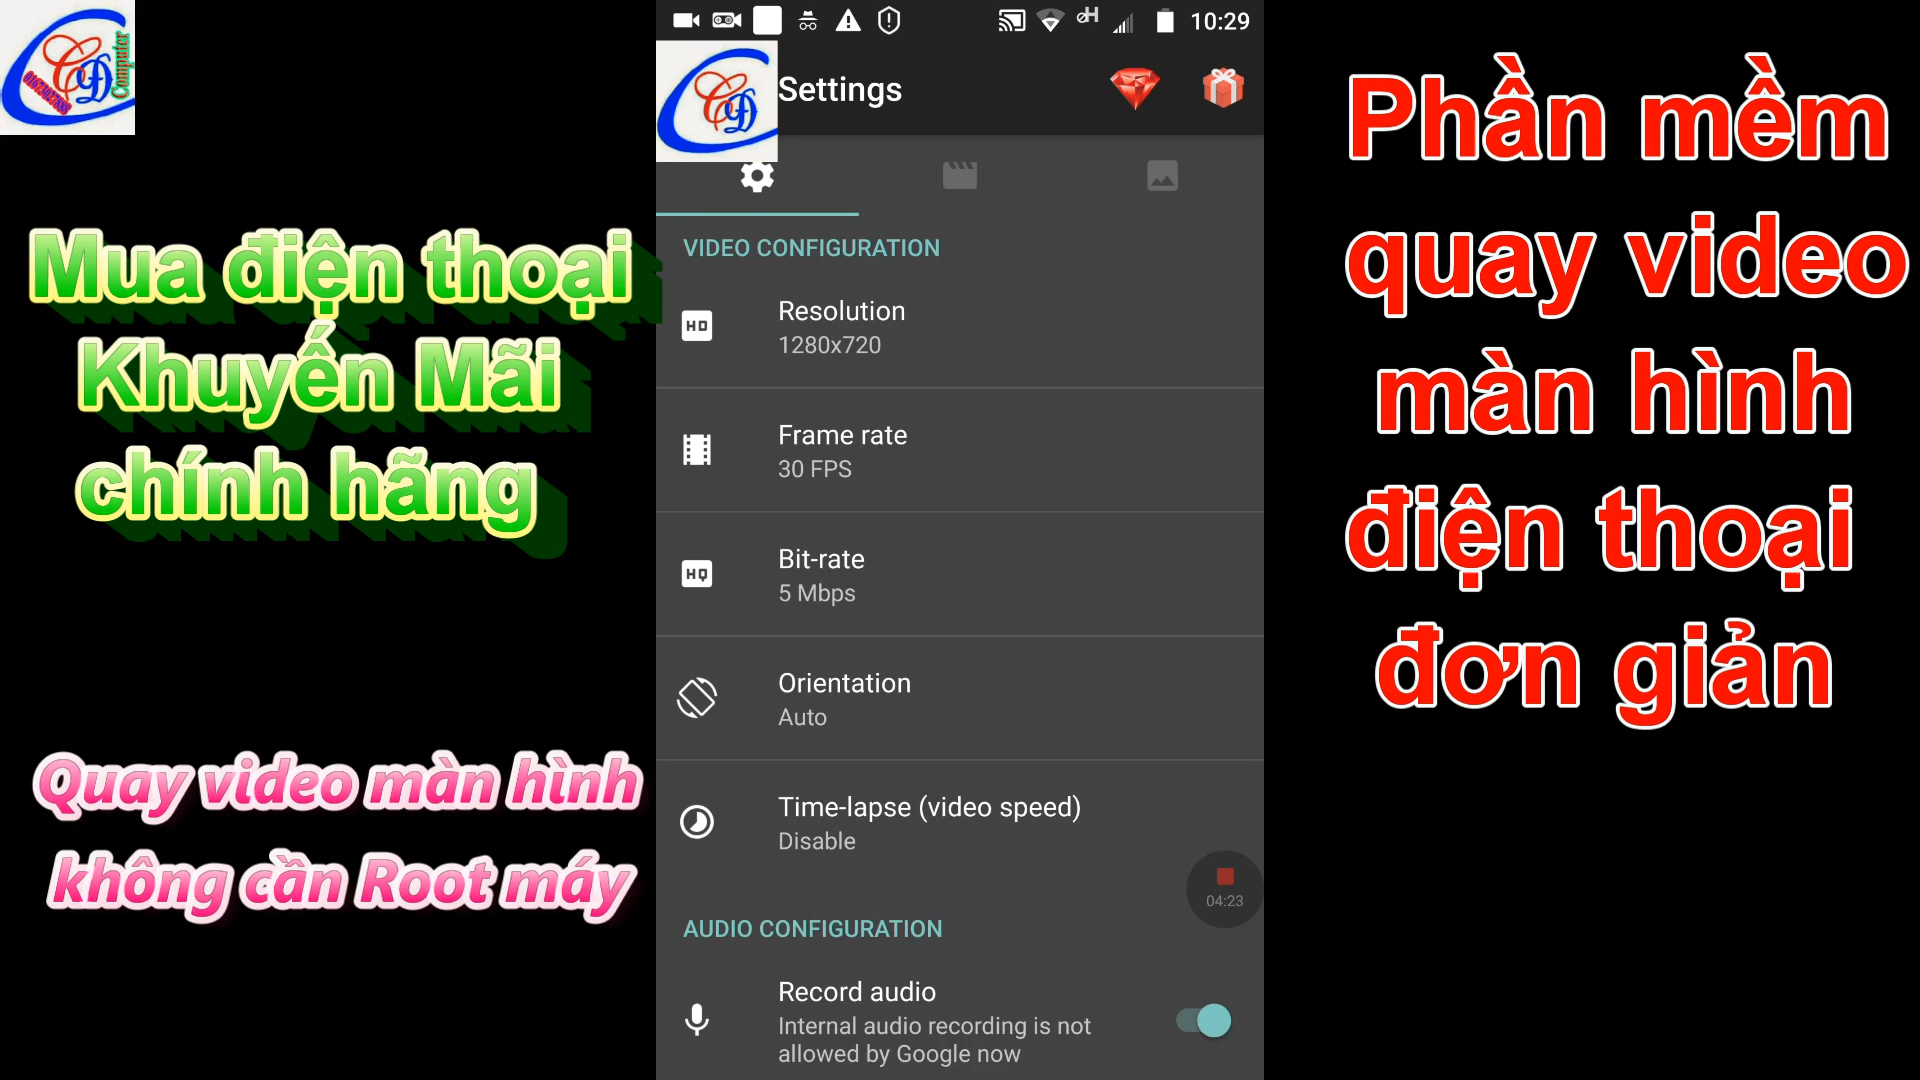 Computer
Mua điện thoại
Khuyến Mãi
chính hãng
Quay video màn hình
không cần Root máy
10:29
Settings
VIDEO CONFIGURATION
Resolution
1280x720
Frame rate
30 FPS
Bit-rate
5 Mbps
Orientation
Auto
Time-lapse (video speed)
Disable
04:23
AUDIO CONFIGURATION
Record audio
Internal audio recording is not
allowed by Google now
Phần mềm
quay video
màn hình
điện thoại
đơn giản